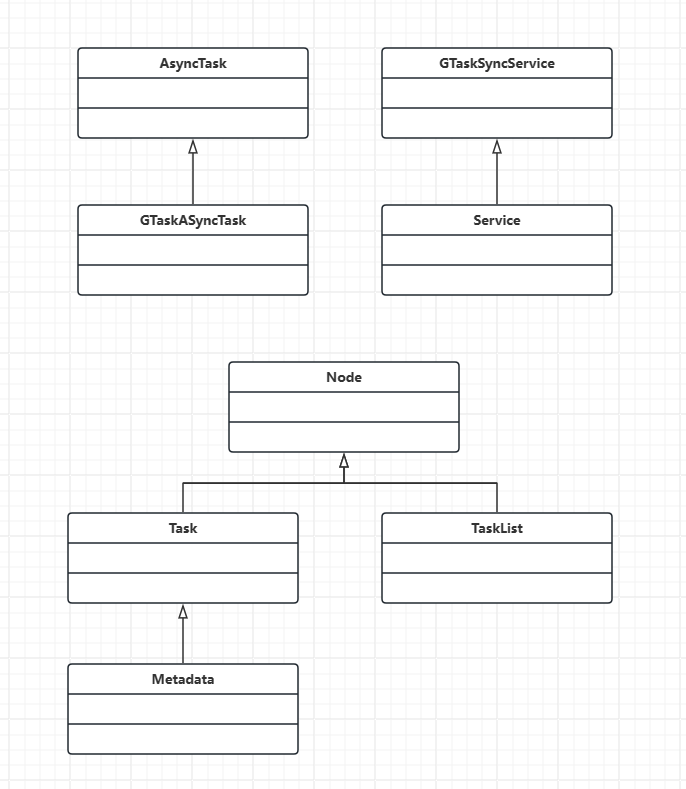 AsyncTask
GTaskSyncService
GTaskASyncTask
Service
Node
Task
TaskList
Metadata